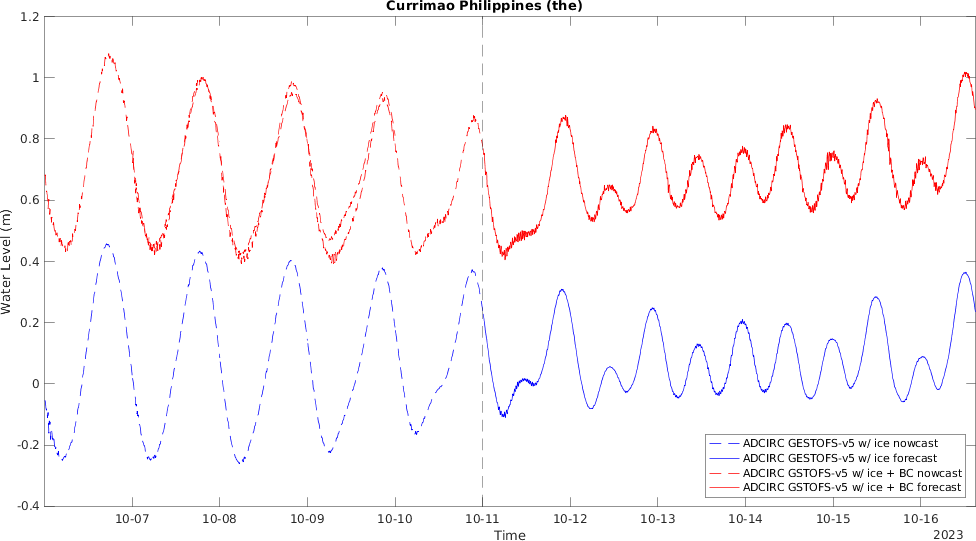 Currimao Philippines (the)
1.2
1
0.8
0.6
0.4
0.2
0
-0.2
-0.4
Water Level (m)
ADCIRC GESTOFS-v5 w/ ice nowcast
ADCIRC GESTOFS-v5 w/ ice forecast
ADCIRC GSTOFS-v5 w/ ice + BC nowcast
ADCIRC GSTOFS-v5 w/ ice + BC forecast
10-07 10-08 10-09 10-10 10-11 10-12 10-13 10-14 10-15 10-16
Time
2023